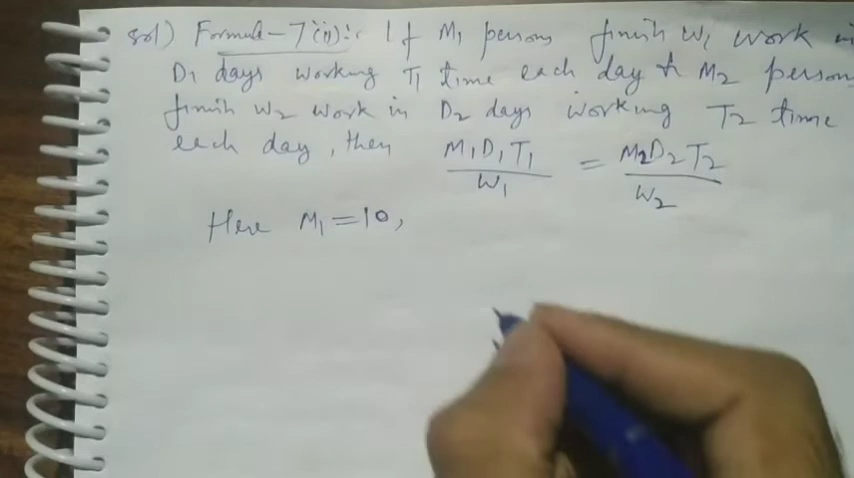 Sol) Formula-7(ii): If M1 persons finish W1 work in
D1 days working T1 time each day & M2 person
finish W2 work in D2 days working T2 time
each day, then M1D1T1/W1 = M2D2T2/W2
Here M1=10,